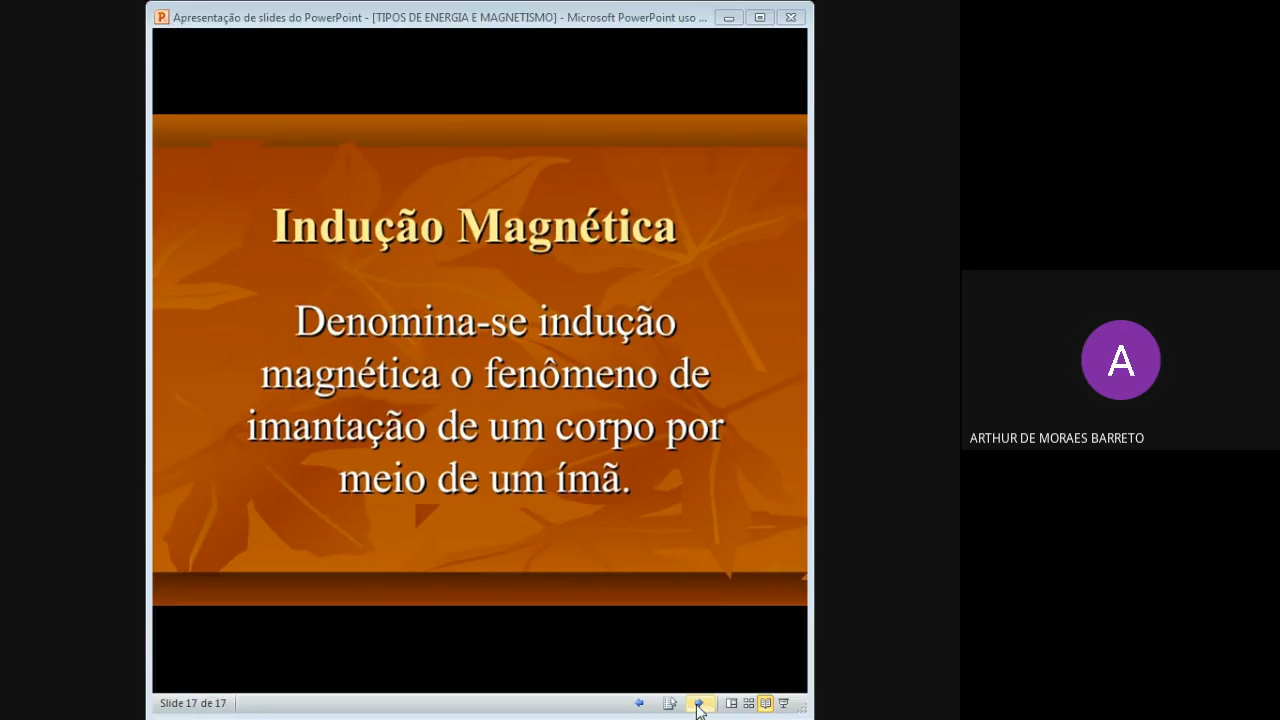 Apresentação de slides do PowerPoint - [TIPOS DE ENERGIA E MAGNETISMO] - Microsoft PowerPoint uso ...
Indução Magnética
Denomina-se indução
magnética o fenômeno de
imantação de um corpo por
meio de um ímã.
A
ARTHUR DE MORAES BARRETO
Slide 17 de 17